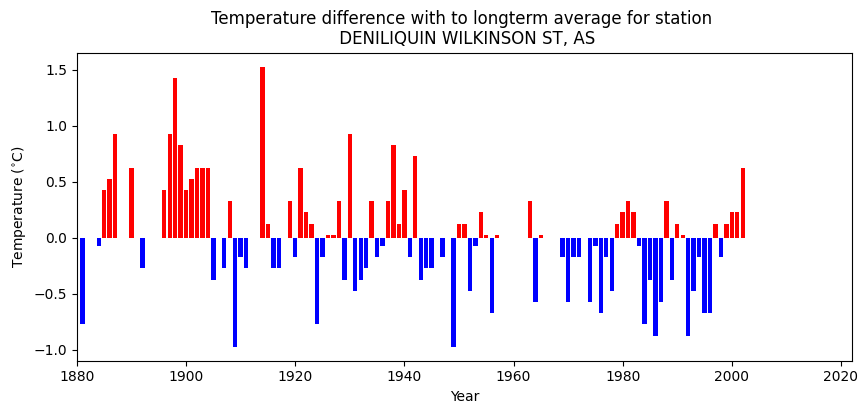 Temperature difference with to longterm average for station
DENILIQUIN WILKINSON ST, AS
1.5
1.0
0.5
0.0
−0.5
−1.0
Temperature (°C)
1880 1900 1920 1940 1960 1980 2000 2020
Year